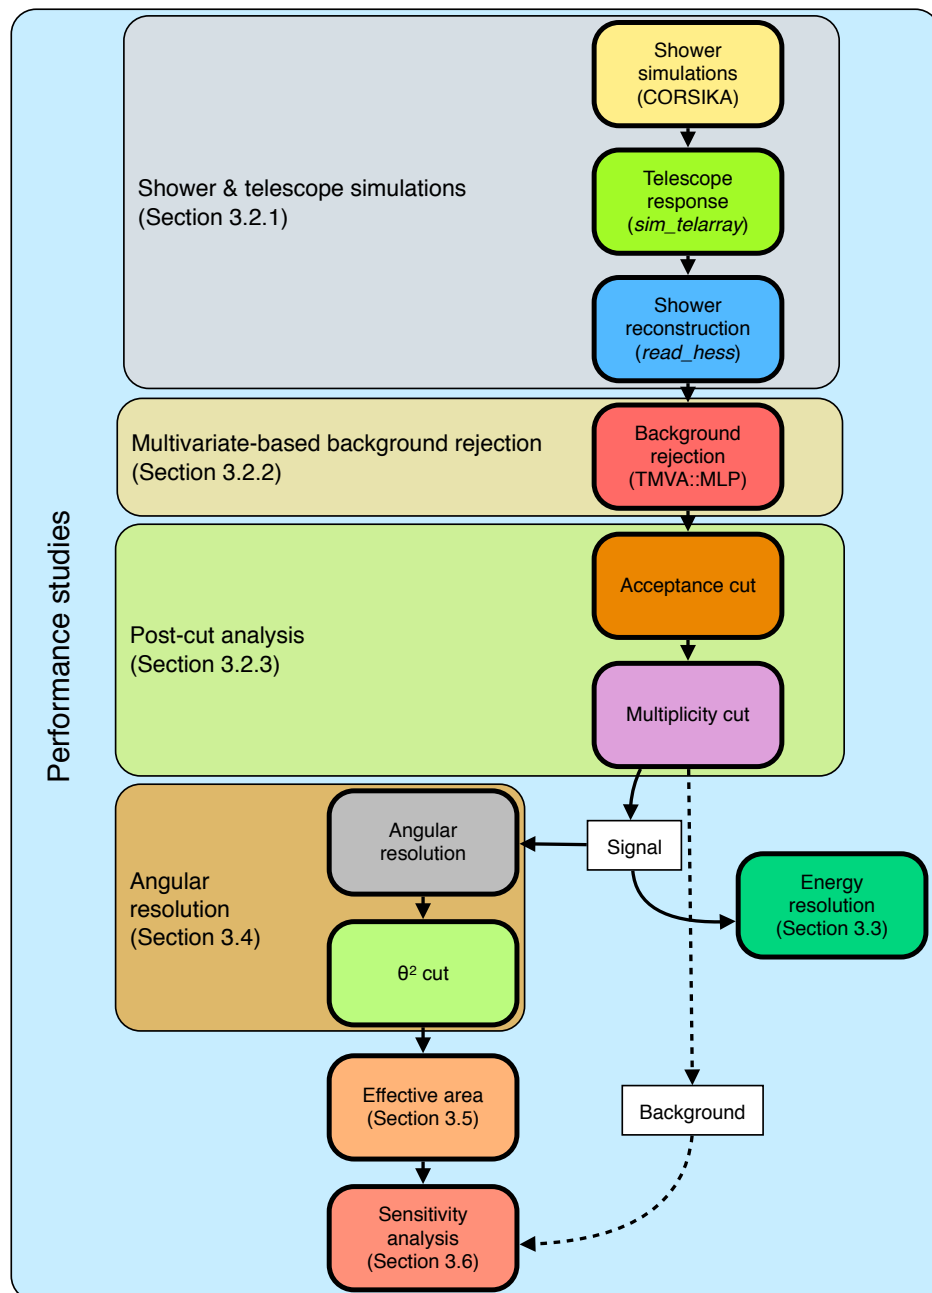 Performance studies
Shower & telescope simulations
(Section 3.2.1)
Shower
simulations
(CORSIKA)
Telescope
response
(sim_telarray)
Shower
reconstruction
(read_hess)
Multivariate-based background rejection
(Section 3.2.2)
Background
rejection
(TMVA::MLP)
Post-cut analysis
(Section 3.2.3)
Acceptance cut
Multiplicity cut
Angular
resolution
(Section 3.4)
Angular
resolution
Signal
Energy
resolution
(Section 3.3)
θ² cut
Effective area
(Section 3.5)
Background
Sensitivity
analysis
(Section 3.6)